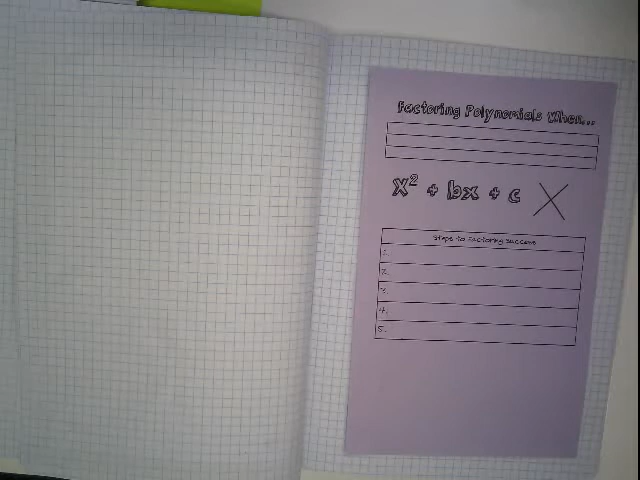 Factoring Polynomials When...
x² + bx + c
Steps to Factoring Success
1.
2.
3.
4.
5.